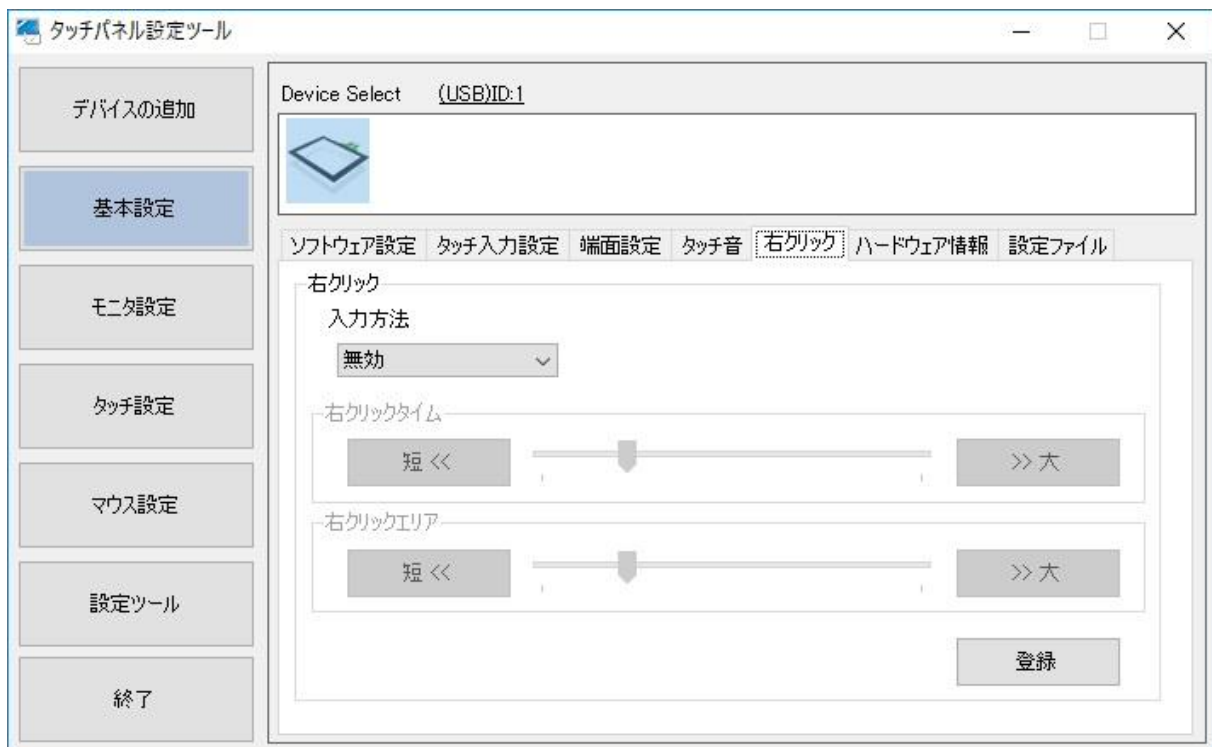 タッチパネル設定ツール
デバイスの追加
基本設定
モニタ設定
タッチ設定
マウス設定
設定ツール
終了
Device Select (USB)ID:1
ソフトウェア設定 タッチ入力設定 端面設定 タッチ音 右クリック ハードウェア情報 設定ファイル
右クリック
入力方法
無効
右クリックタイム
短 << >> 大
右クリックエリア
短 << >> 大
登録